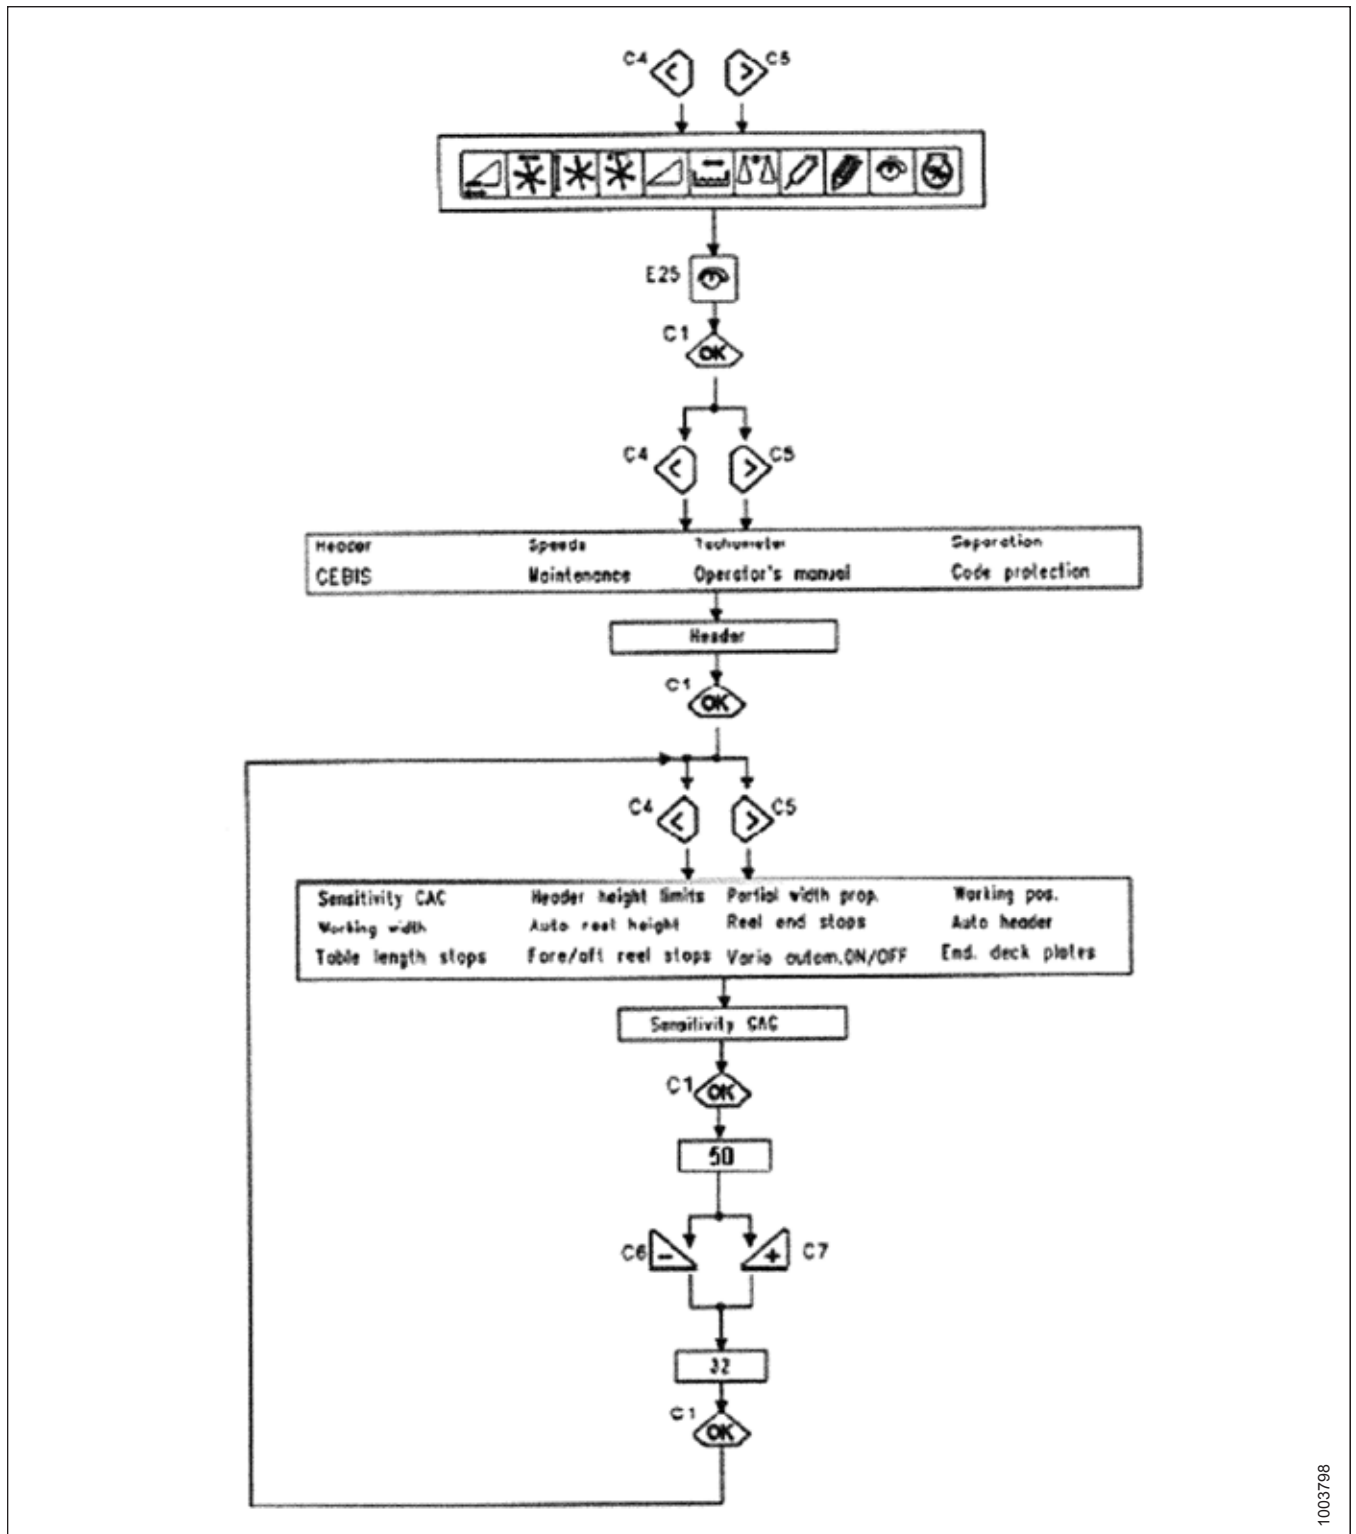 C4 < > C5
E25
C1
OK
C4 < > C5
Header Speeds Tachometer Separation
CEBIS Maintenance Operator's manual Code protection
Header
C1
OK
C4 < > C5
Sensitivity CAC Header height limits Partial width prop. Working pos.
Working width Auto reel height Reel end stops Auto header
Table length stops Fore/aft reel stops Vario autom.ON/OFF End. deck plates
Sensitivity CAC
C1
OK
50
C6 - + C7
32
C1
OK
1003798